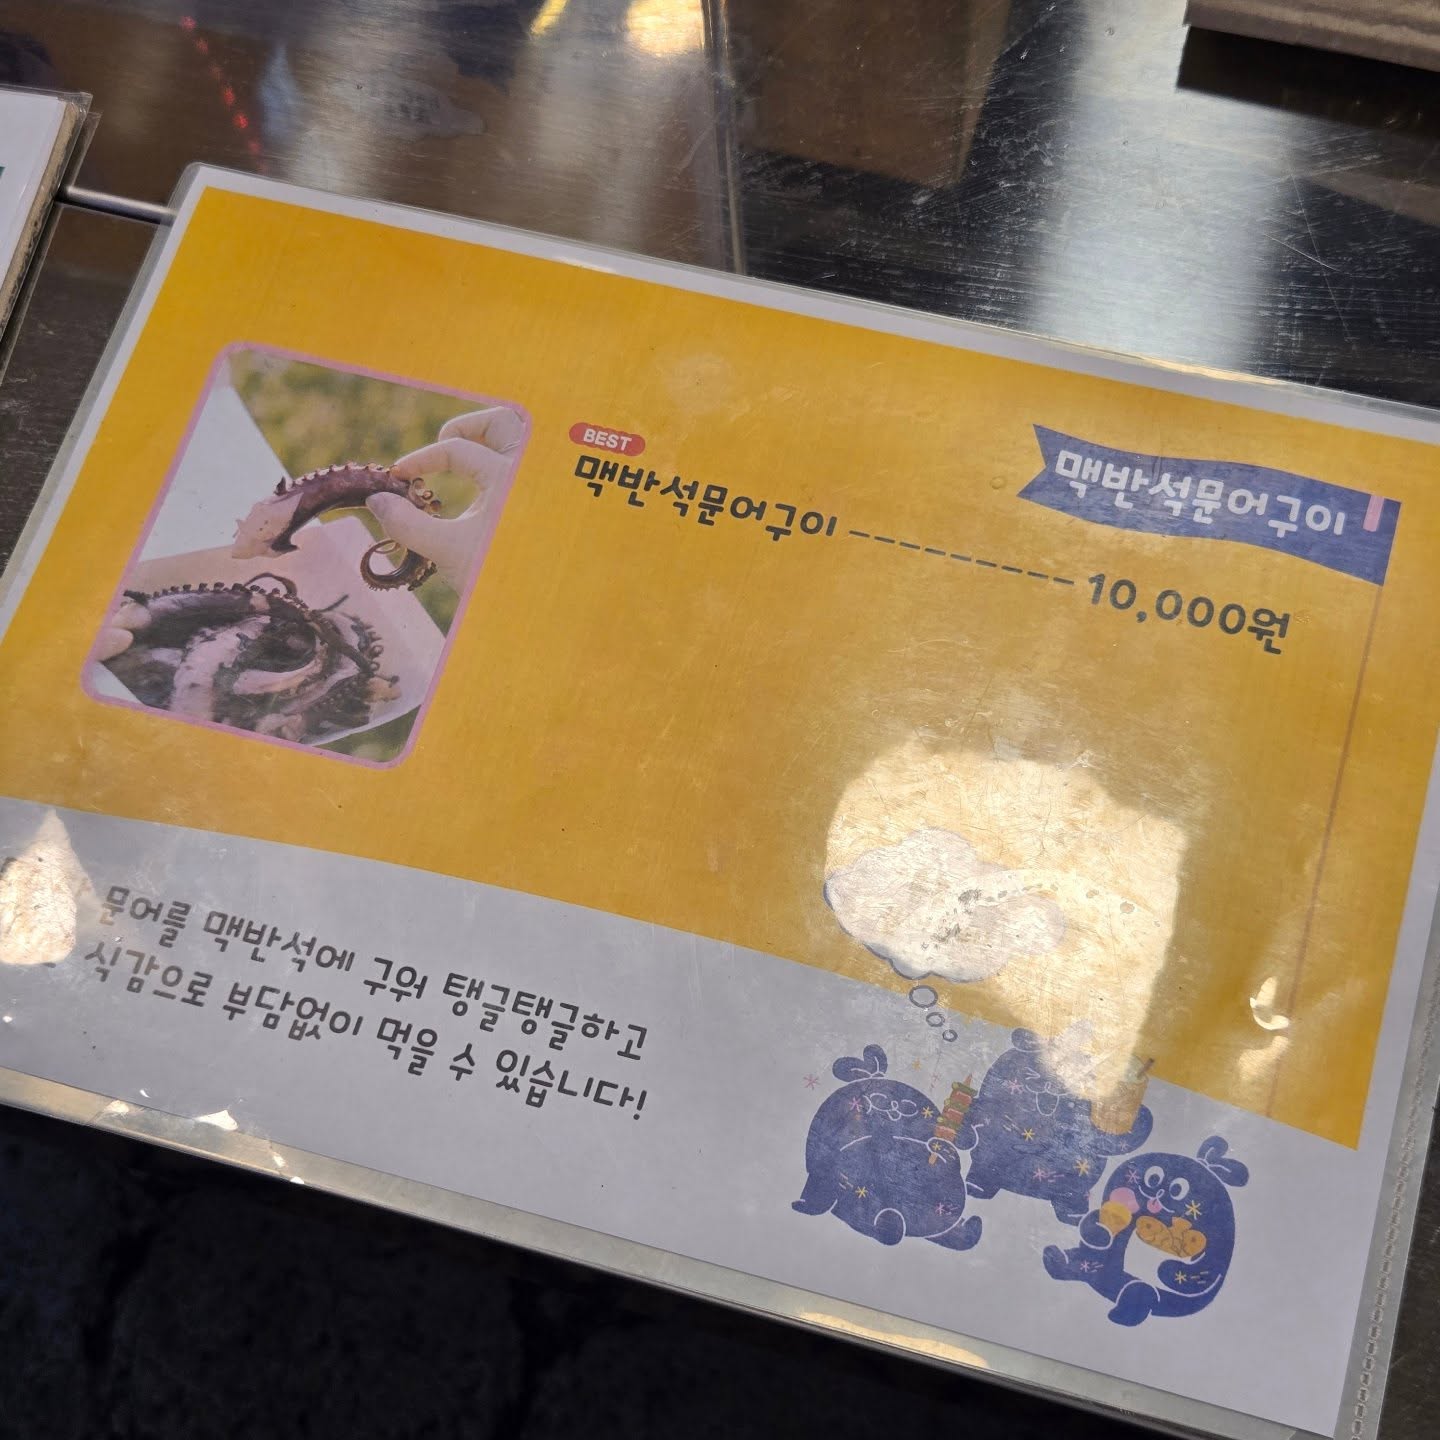 맥반석문어구이
BEST
맥반석문어구이 ---------- 10,000원
문어를 맥반석에 구워 탱글탱글하고
식감으로 부담없이 먹을 수 있습니다!